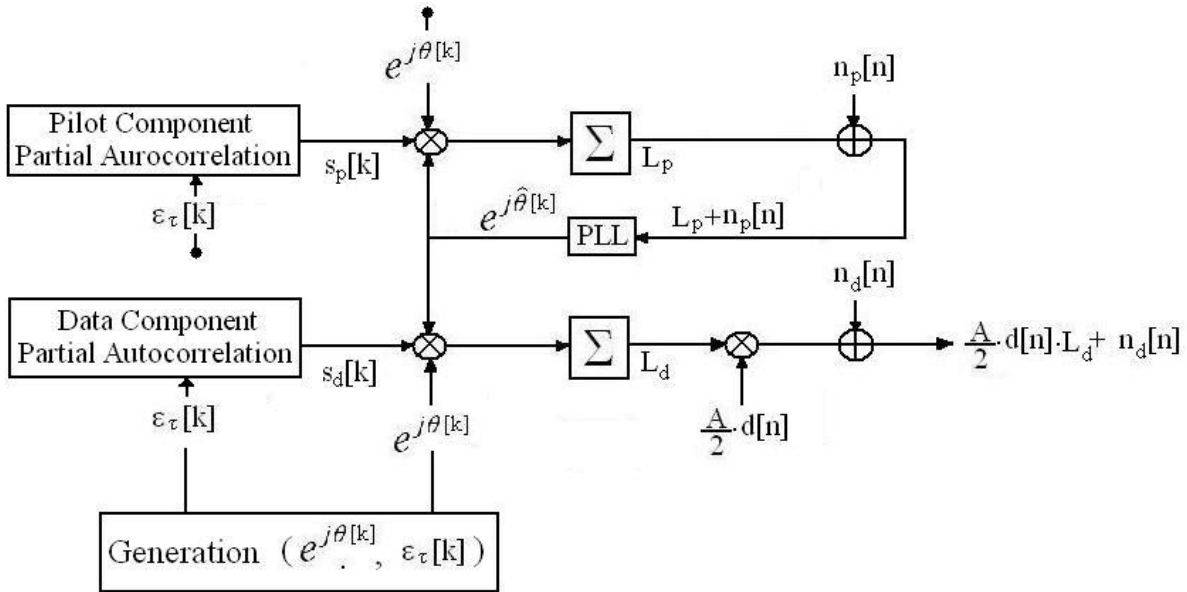 e^{jθ[k]}
n_p[n]
Pilot Component
Partial Aurocorrelation
s_p[k]
Σ
L_p
ε_τ[k]
e^{jθ̂[k]}
PLL
L_p+n_p[n]
n_d[n]
Data Component
Partial Autocorrelation
s_d[k]
Σ
L_d
A/2·d[n]·L_d+ n_d[n]
ε_τ[k]
e^{jθ[k]}
A/2·d[n]
Generation (e^{jθ[k]}., ε_τ[k])